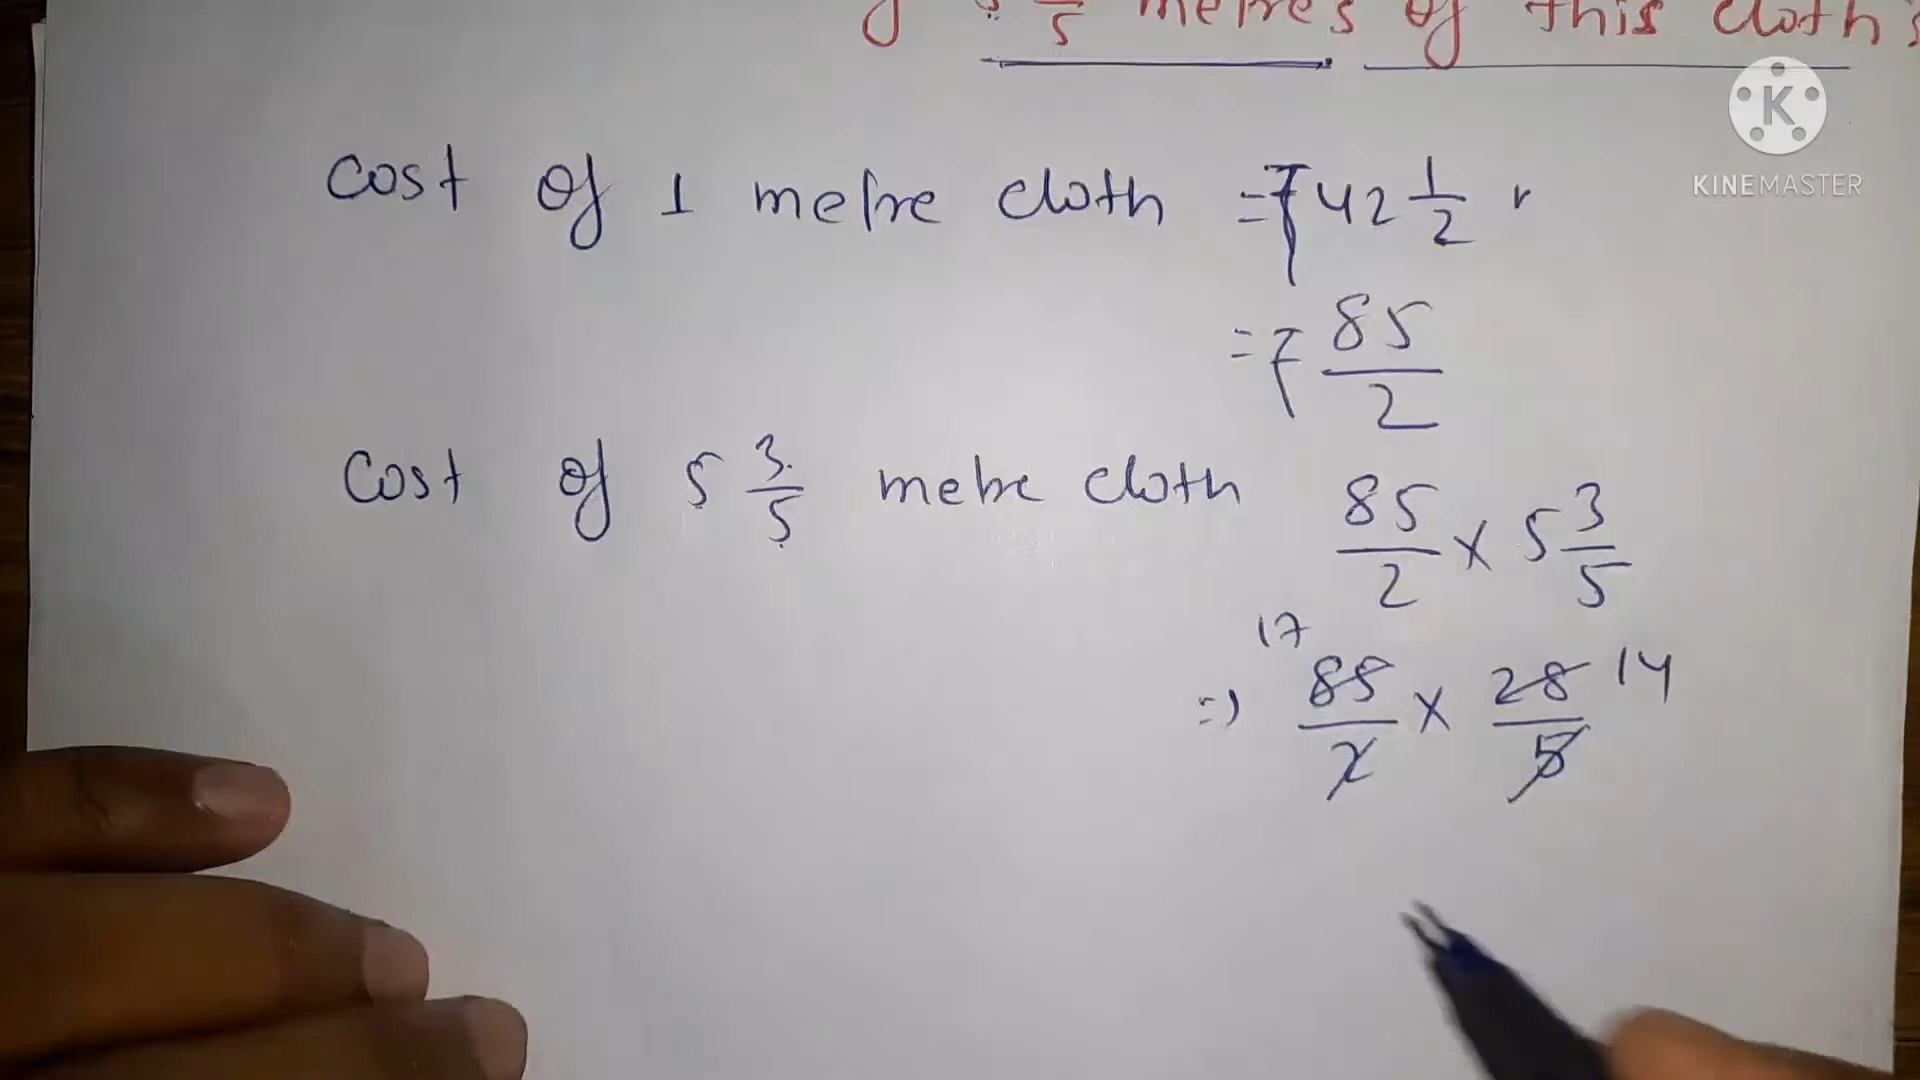 5 metres of this cloth
KINEMASTER
cost of 1 metre cloth = ₹ 42 1/2
= ₹ 85/2
Cost of 5 3/5 metre cloth 85/2 × 5 3/5
=) 17 85/2 × 28/5 14